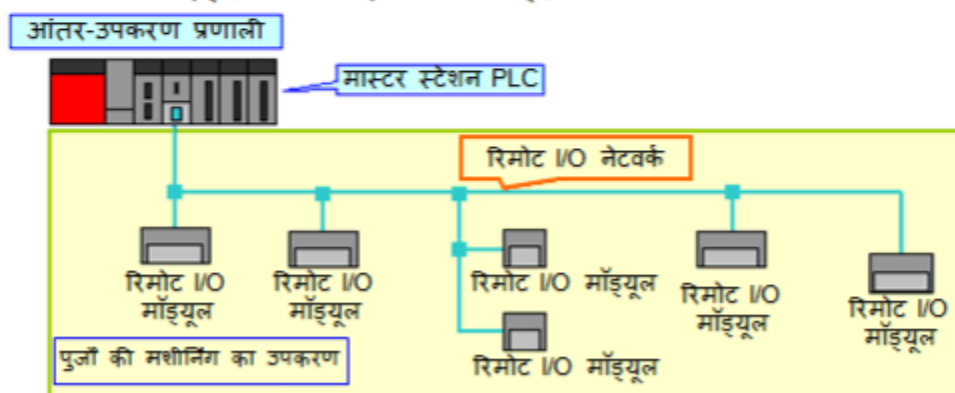 आंतर-उपकरण प्रणाली
मास्टर स्टेशन PLC
रिमोट I/O नेटवर्क
रिमोट I/O
मॉड्यूल
रिमोट I/O
मॉड्यूल
रिमोट I/O मॉड्यूल
रिमोट I/O मॉड्यूल
रिमोट I/O
मॉड्यूल
रिमोट I/O
मॉड्यूल
पुर्जों की मशीनिंग का उपकरण